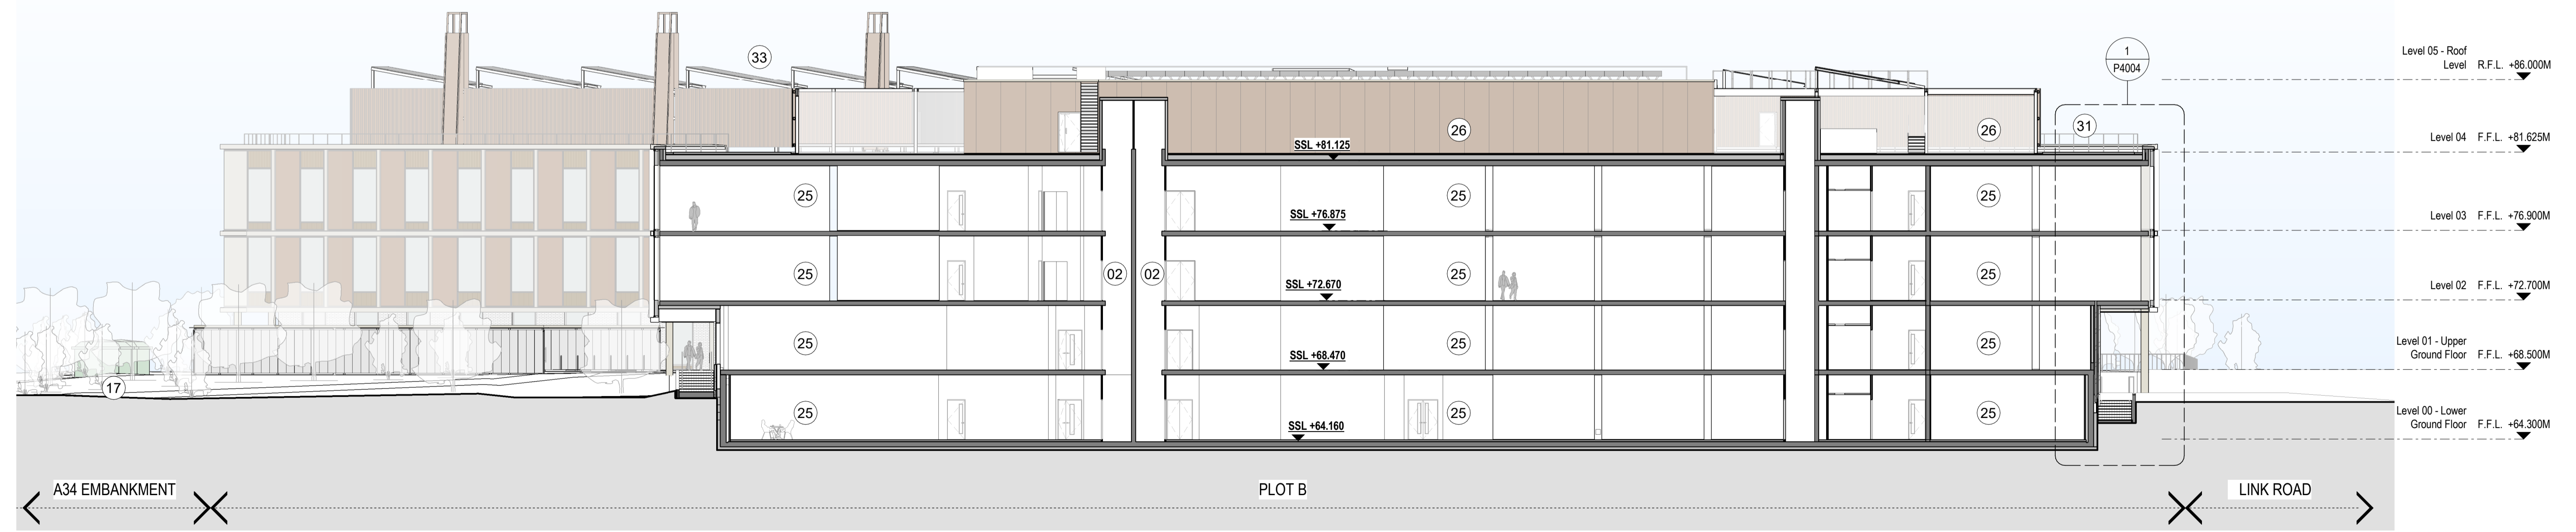 33
1
P4004
Level 05 - Roof
Level R.F.L. +86.000M
26
26
31
SSL +81.125
Level 04 F.F.L. +81.625M
25
25
25
SSL +76.875
Level 03 F.F.L. +76.900M
25
02
02
25
25
SSL +72.670
Level 02 F.F.L. +72.700M
25
25
25
SSL +68.470
Level 01 - Upper
Ground Floor F.F.L. +68.500M
17
25
25
25
SSL +64.160
Level 00 - Lower
Ground Floor F.F.L. +64.300M
A34 EMBANKMENT
PLOT B
LINK ROAD